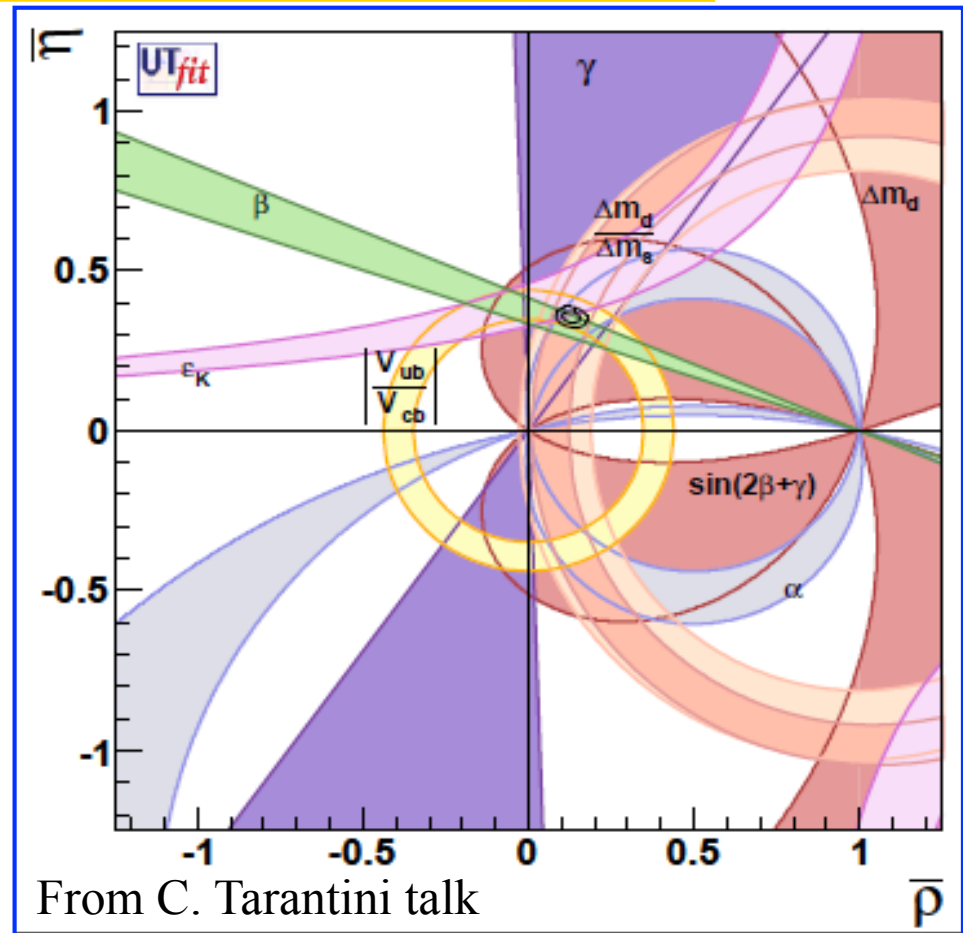 η̅
UTfit
γ
1
Δm_d
β
Δm_d
Δm_s
0.5
ε_K
|V_ub
V_cb|
0
sin(2β+γ)
-0.5
α
-1
-1 -0.5 0 0.5 1
From C. Tarantini talk
ρ̅